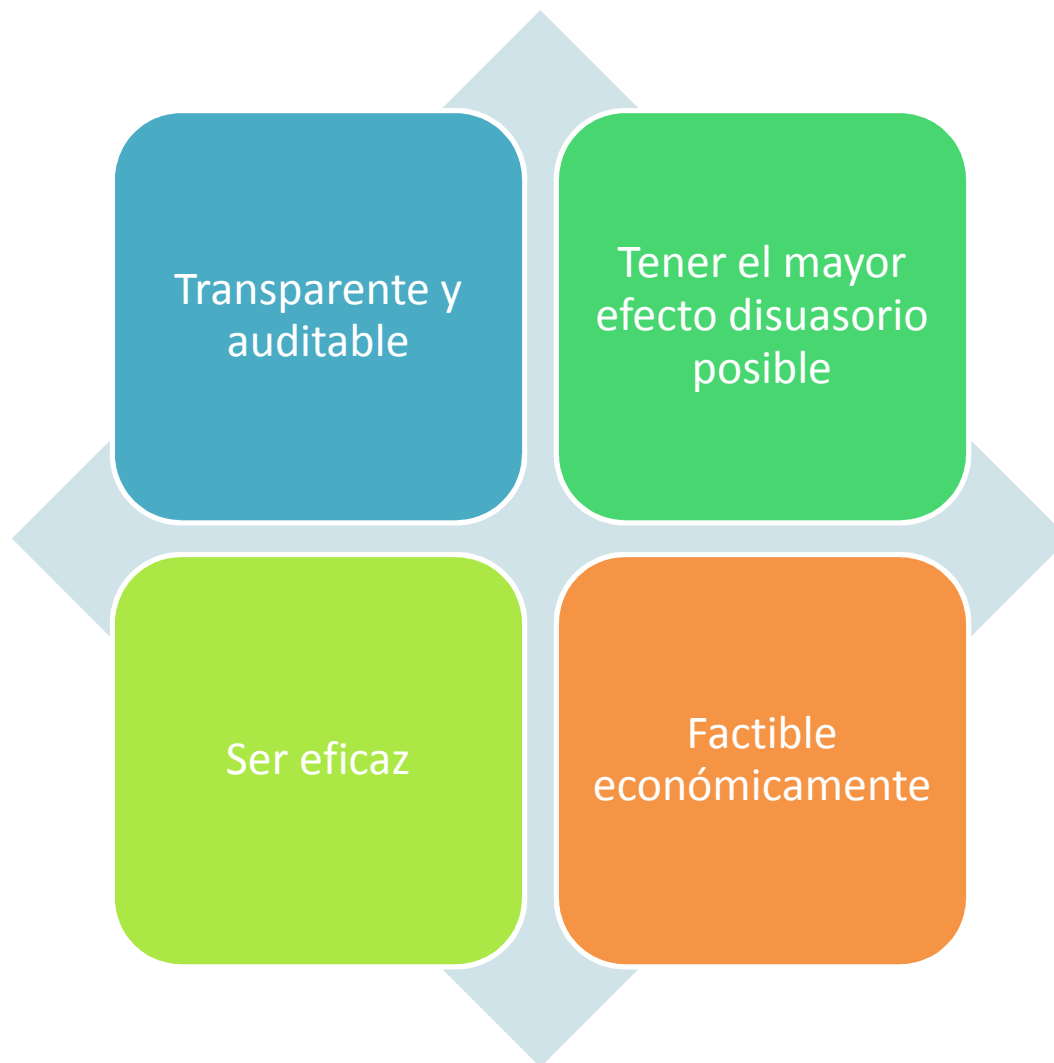 Transparente y
auditable
Tener el mayor
efecto disuasorio
posible
Ser eficaz
Factible
económicamente